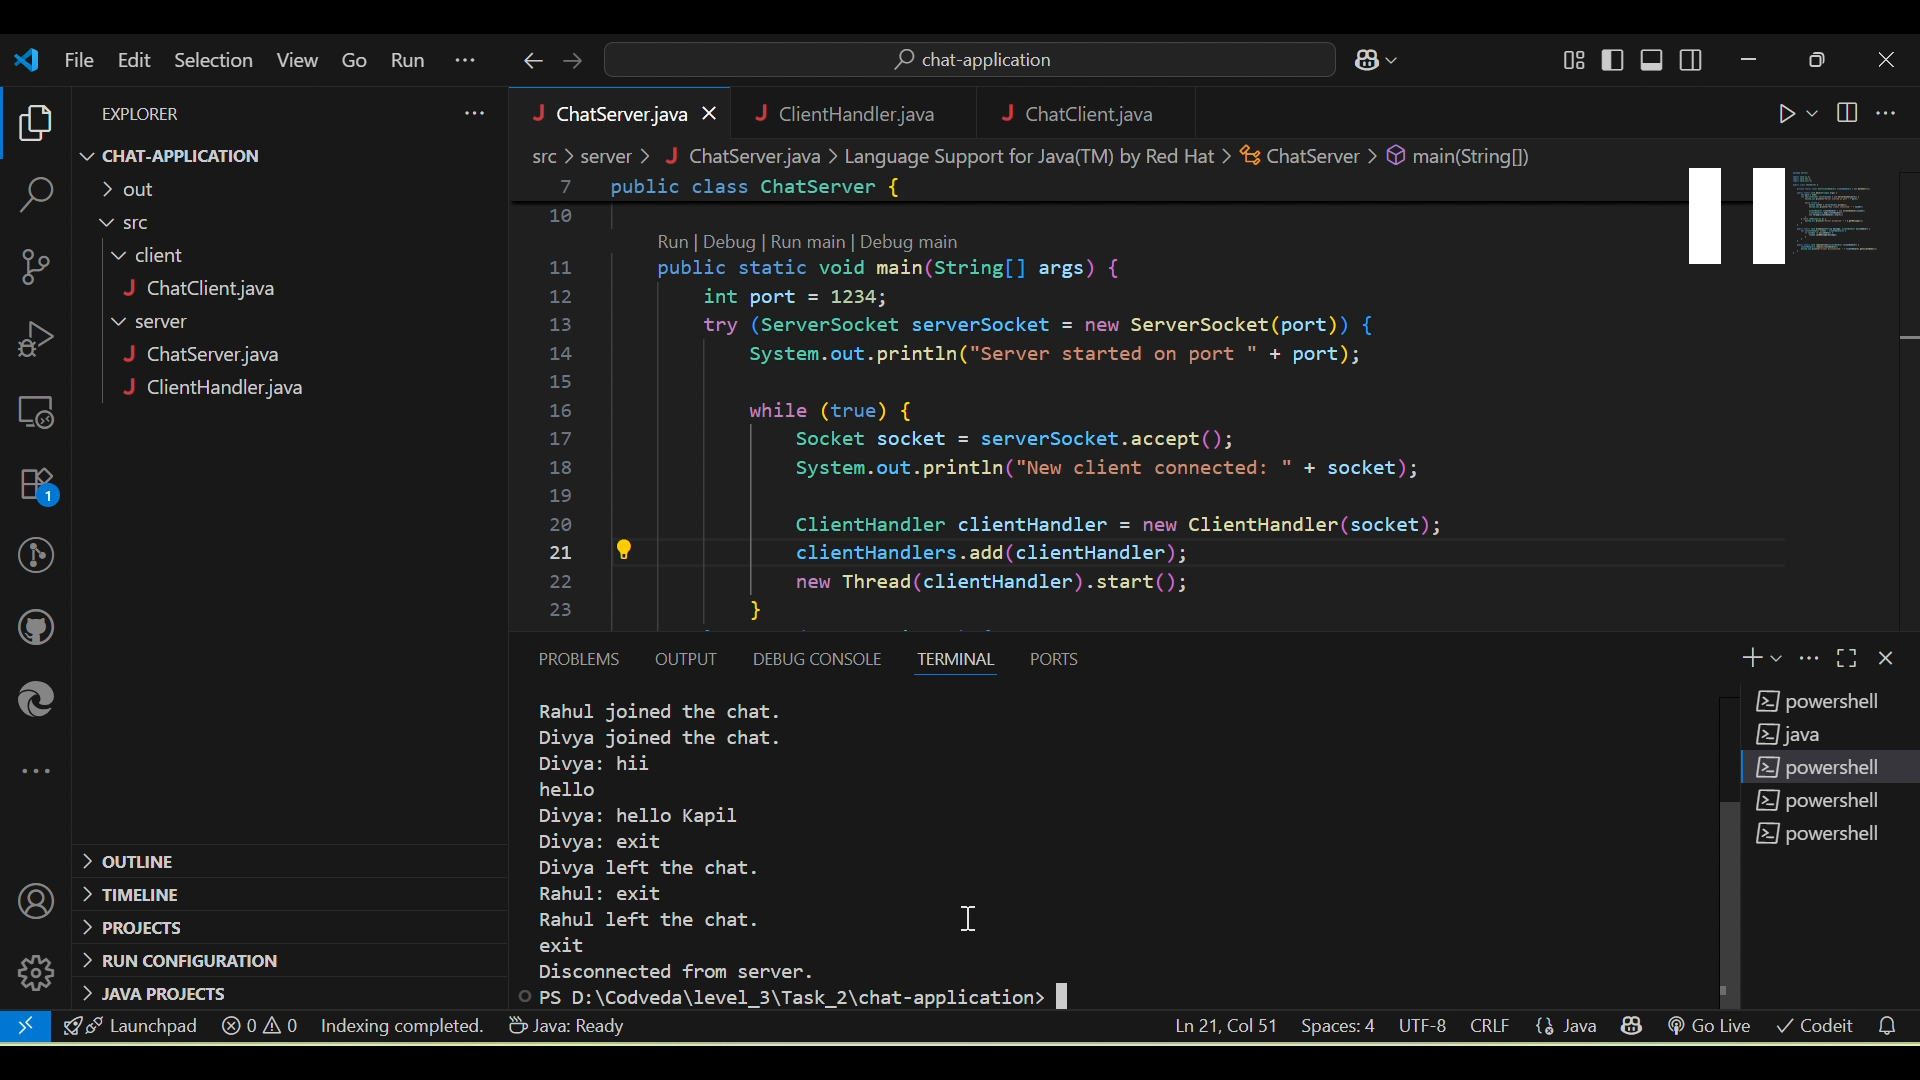 File Edit Selection View Go Run ...
chat-application
EXPLORER
CHAT-APPLICATION
out
src
client
ChatClient.java
server
ChatServer.java
ClientHandler.java
OUTLINE
TIMELINE
PROJECTS
RUN CONFIGURATION
JAVA PROJECTS
ChatServer.java ClientHandler.java ChatClient.java
src > server > ChatServer.java > Language Support for Java(TM) by Red Hat > ChatServer > main(String[])
7 public class ChatServer {
10
Run | Debug | Run main | Debug main
11 public static void main(String[] args) {
12 int port = 1234;
13 try (ServerSocket serverSocket = new ServerSocket(port)) {
14 System.out.println("Server started on port " + port);
15
16 while (true) {
17 Socket socket = serverSocket.accept();
18 System.out.println("New client connected: " + socket);
19
20 ClientHandler clientHandler = new ClientHandler(socket);
21 clientHandlers.add(clientHandler);
22 new Thread(clientHandler).start();
23 }
PROBLEMS OUTPUT DEBUG CONSOLE TERMINAL PORTS
Rahul joined the chat.
Divya joined the chat.
Divya: hii
hello
Divya: hello Kapil
Divya: exit
Divya left the chat.
Rahul: exit
Rahul left the chat.
exit
Disconnected from server.
PS D:\Codveda\level_3\Task_2\chat-application>
powershell
java
powershell
powershell
powershell
1
Launchpad 0 0 Indexing completed. Java: Ready Ln 21, Col 51 Spaces: 4 UTF-8 CRLF Java Go Live Codeit